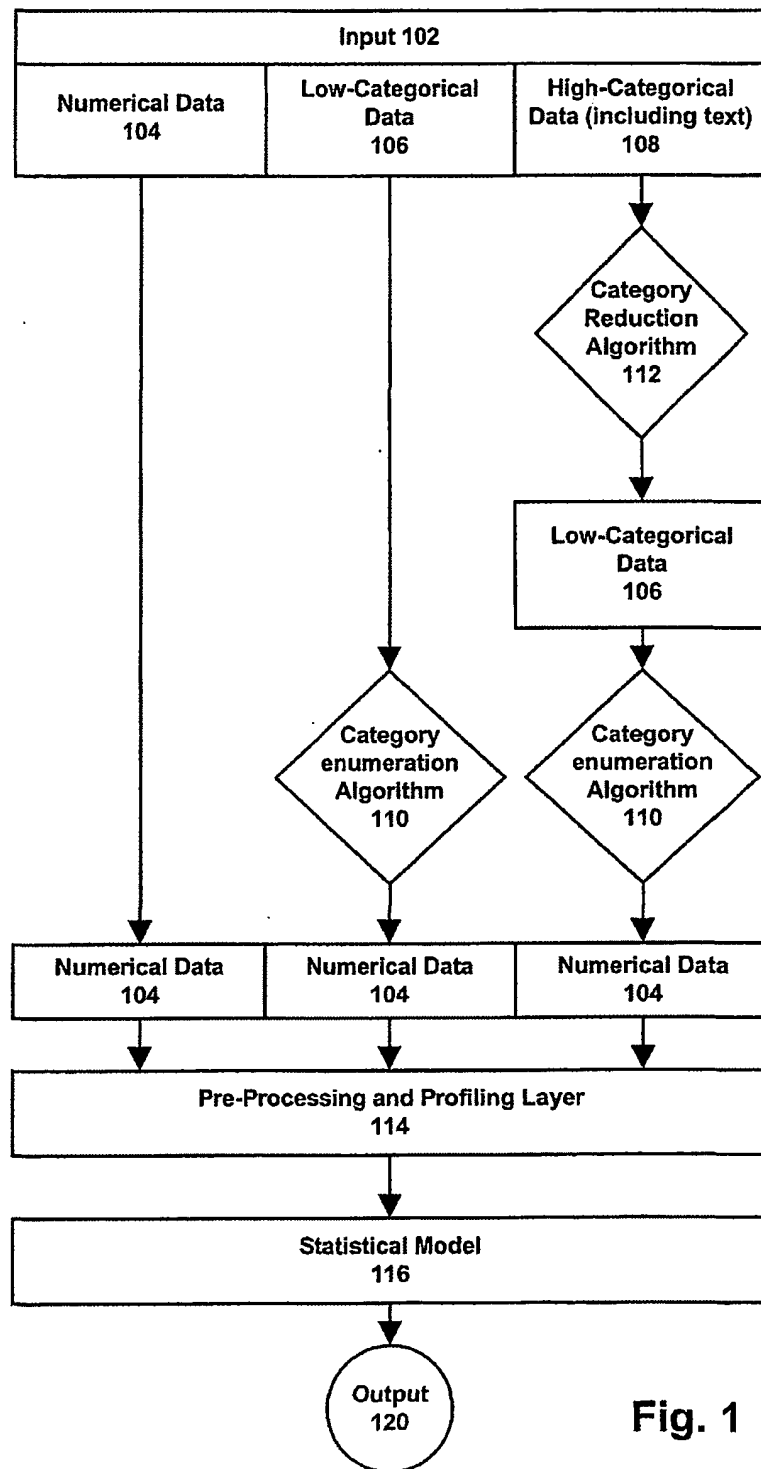 Input 102
Numerical Data
104
Low-Categorical
Data
106
High-Categorical
Data (including text)
108
Category
Reduction
Algorithm
112
Low-Categorical
Data
106
Category
enumeration
Algorithm
110
Category
enumeration
Algorithm
110
Numerical Data
104
Numerical Data
104
Numerical Data
104
Pre-Processing and Profiling Layer
114
Statistical Model
116
Output
120
Fig. 1